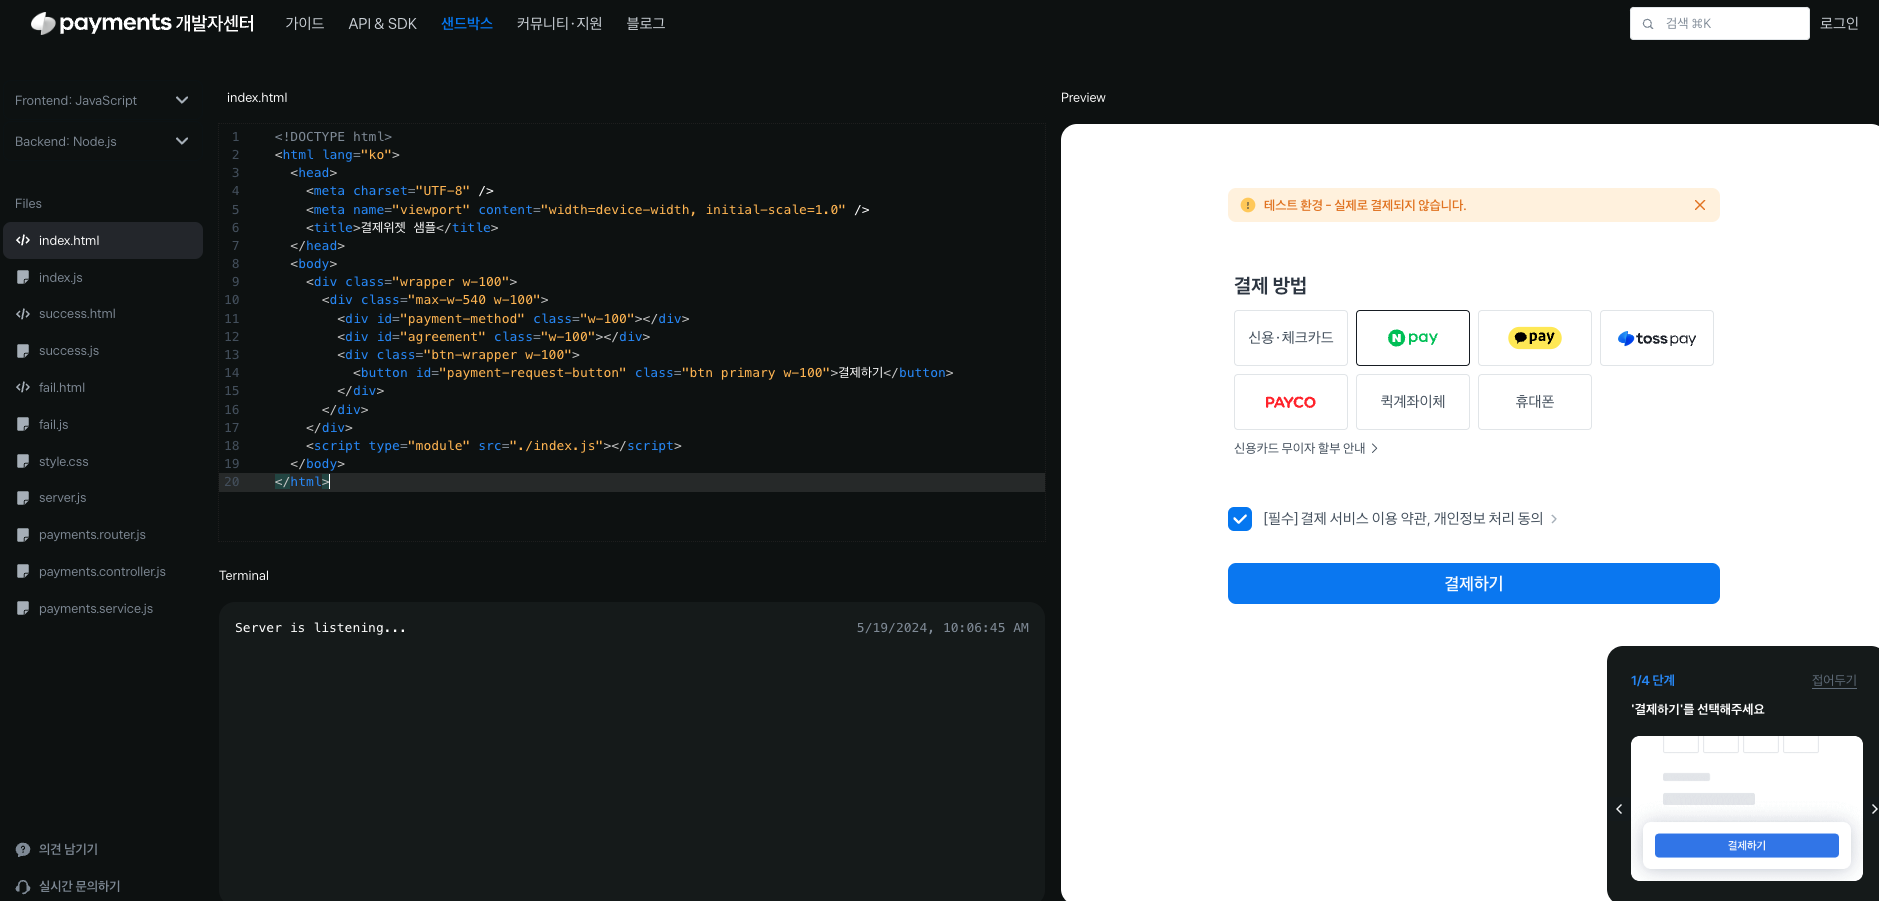 payments 개발자센터
가이드
API & SDK
샌드박스
커뮤니티·지원
블로그
검색 ⌘K
로그인
Frontend: JavaScript
Backend: Node.js
Files
index.html
index.js
success.html
success.js
fail.html
fail.js
style.css
server.js
payments.router.js
payments.controller.js
payments.service.js
의견 남기기
실시간 문의하기
index.html
1 <!DOCTYPE html>
2 <html lang="ko">
3 <head>
4 <meta charset="UTF-8" />
5 <meta name="viewport" content="width=device-width, initial-scale=1.0" />
6 <title>결제위젯 샘플</title>
7 </head>
8 <body>
9 <div class="wrapper w-100">
10 <div class="max-w-540 w-100">
11 <div id="payment-method" class="w-100"></div>
12 <div id="agreement" class="w-100"></div>
13 <div class="btn-wrapper w-100">
14 <button id="payment-request-button" class="btn primary w-100">결제하기</button>
15 </div>
16 </div>
17 </div>
18 <script type="module" src="./index.js"></script>
19 </body>
20 </html>
Terminal
Server is listening... 5/19/2024, 10:06:45 AM
Preview
테스트 환경 - 실제로 결제되지 않습니다.
결제 방법
신용·체크카드
N pay
pay
toss pay
PAYCO
퀵계좌이체
휴대폰
신용카드 무이자 할부 안내 >
[필수] 결제 서비스 이용 약관, 개인정보 처리 동의 >
결제하기
1/4 단계
접어두기
'결제하기'를 선택해주세요
결제하기